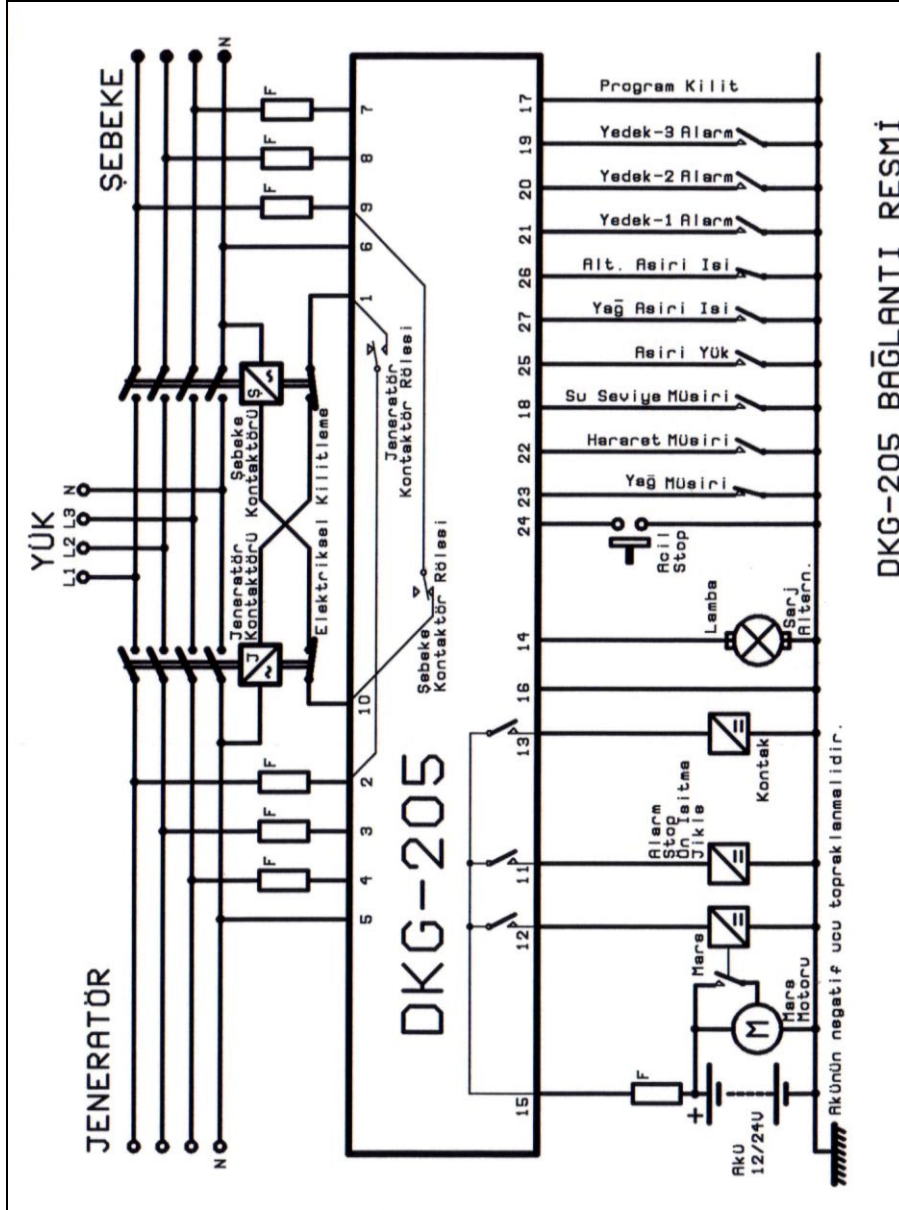 JENERATÖR
YÜK
ŞEBEKE
L1
L2
L3
N
N
N
Jeneratör
Kontaktörü
Şebeke
Kontaktörü
J
Ş
Elektriksel Kilitleme
F
F
F
F
F
F
5
4
3
2
10
1
6
9
8
7
DKG-205
Şebeke
Kontaktör Rölesi
Jeneratör
Kontaktör Rölesi
15
12
11
13
16
14
24
23
22
18
25
27
26
21
20
19
17
F
+
Akü
12/24V
M
Mars
Mars
Motoru
Alarm
Stop
Ön Isitma
Jikle
Kontak
Lamba
Sarj
Altern.
Acil
Stop
Yağ Müsiri
Hararet Müsiri
Su Seviye Müsiri
Asiri Yük
Yağ Asiri Isi
Alt. Asiri Isi
Yedek-1 Alarm
Yedek-2 Alarm
Yedek-3 Alarm
Program Kilit
Akünün negatif ucu topraklanmalidir.
DKG-205 BAĞLANTI RESMİ